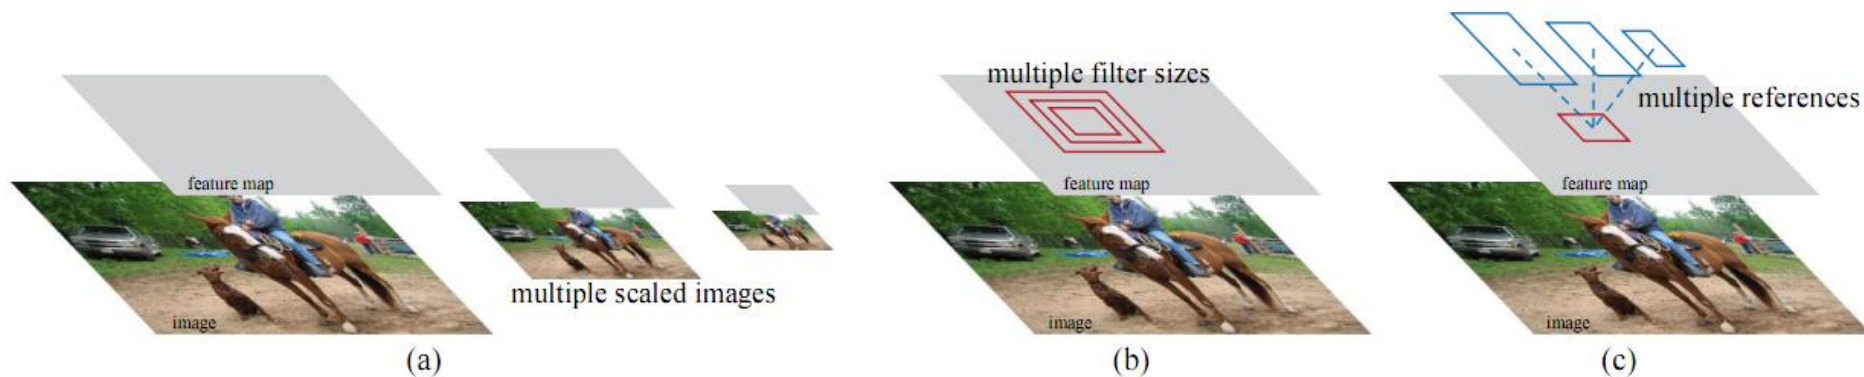 feature map
image
multiple scaled images
(a)
multiple filter sizes
feature map
image
(b)
multiple references
feature map
image
(c)